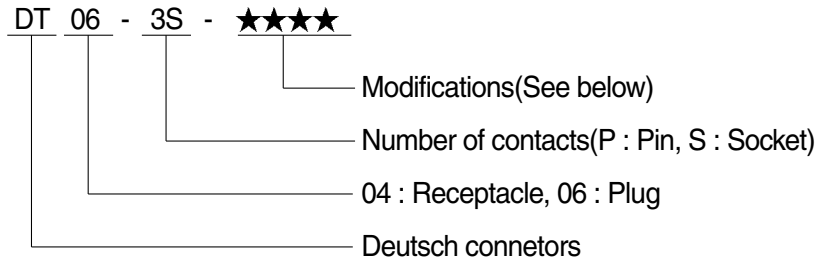 DT 06 - 3S - ★★★★
Modifications(See below)
Number of contacts(P : Pin, S : Socket)
04 : Receptacle, 06 : Plug
Deutsch connetors